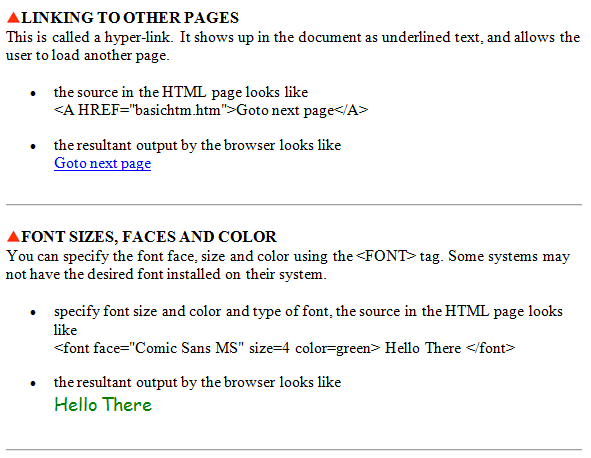 LINKING TO OTHER PAGES
This is called a hyper-link. It shows up in the document as underlined text, and allows the
user to load another page.
the source in the HTML page looks like
<A HREF="basichtm.htm">Goto next page</A>
the resultant output by the browser looks like
Goto next page
FONT SIZES, FACES AND COLOR
You can specify the font face, size and color using the <FONT> tag. Some systems may
not have the desired font installed on their system.
specify font size and color and type of font, the source in the HTML page looks
like
<font face="Comic Sans MS" size=4 color=green> Hello There </font>
the resultant output by the browser looks like
Hello There